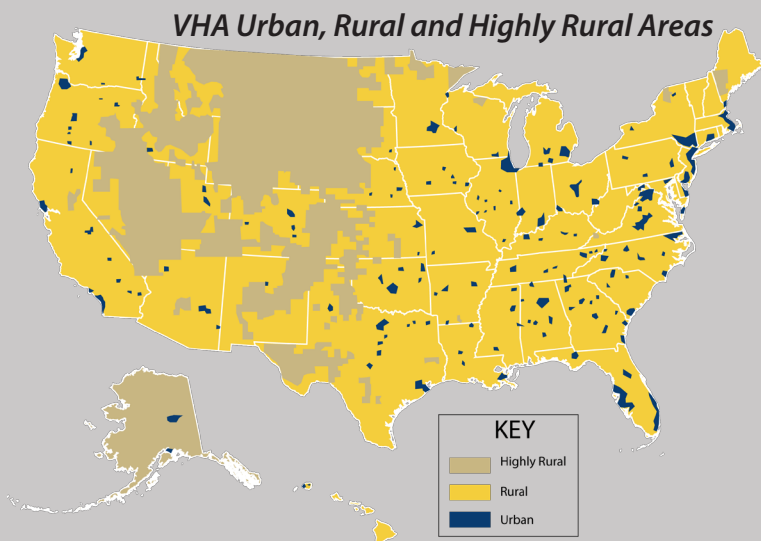 VHA Urban, Rural and Highly Rural Areas
KEY
Highly Rural
Rural
Urban